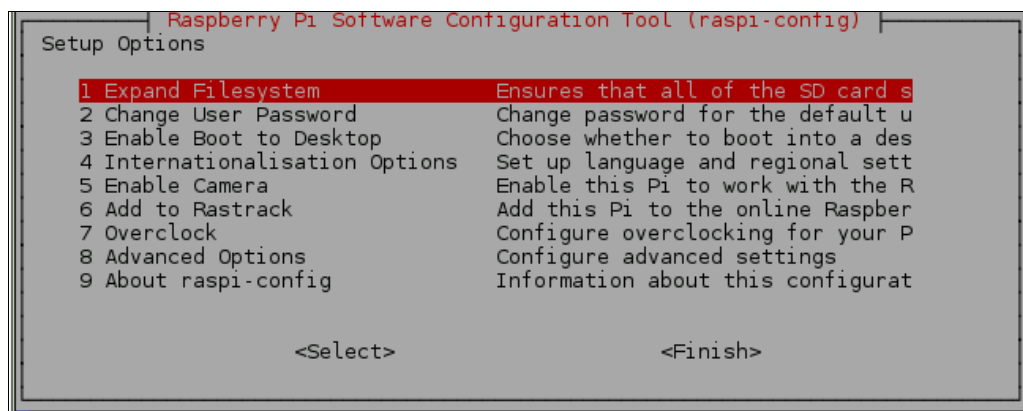 Raspberry Pi Software Configuration Tool (raspi-config)
Setup Options
1 Expand Filesystem Ensures that all of the SD card s
2 Change User Password Change password for the default u
3 Enable Boot to Desktop Choose whether to boot into a des
4 Internationalisation Options Set up language and regional sett
5 Enable Camera Enable this Pi to work with the R
6 Add to Rastrack Add this Pi to the online Raspber
7 Overclock Configure overclocking for your P
8 Advanced Options Configure advanced settings
9 About raspi-config Information about this configurat
<Select> <Finish>